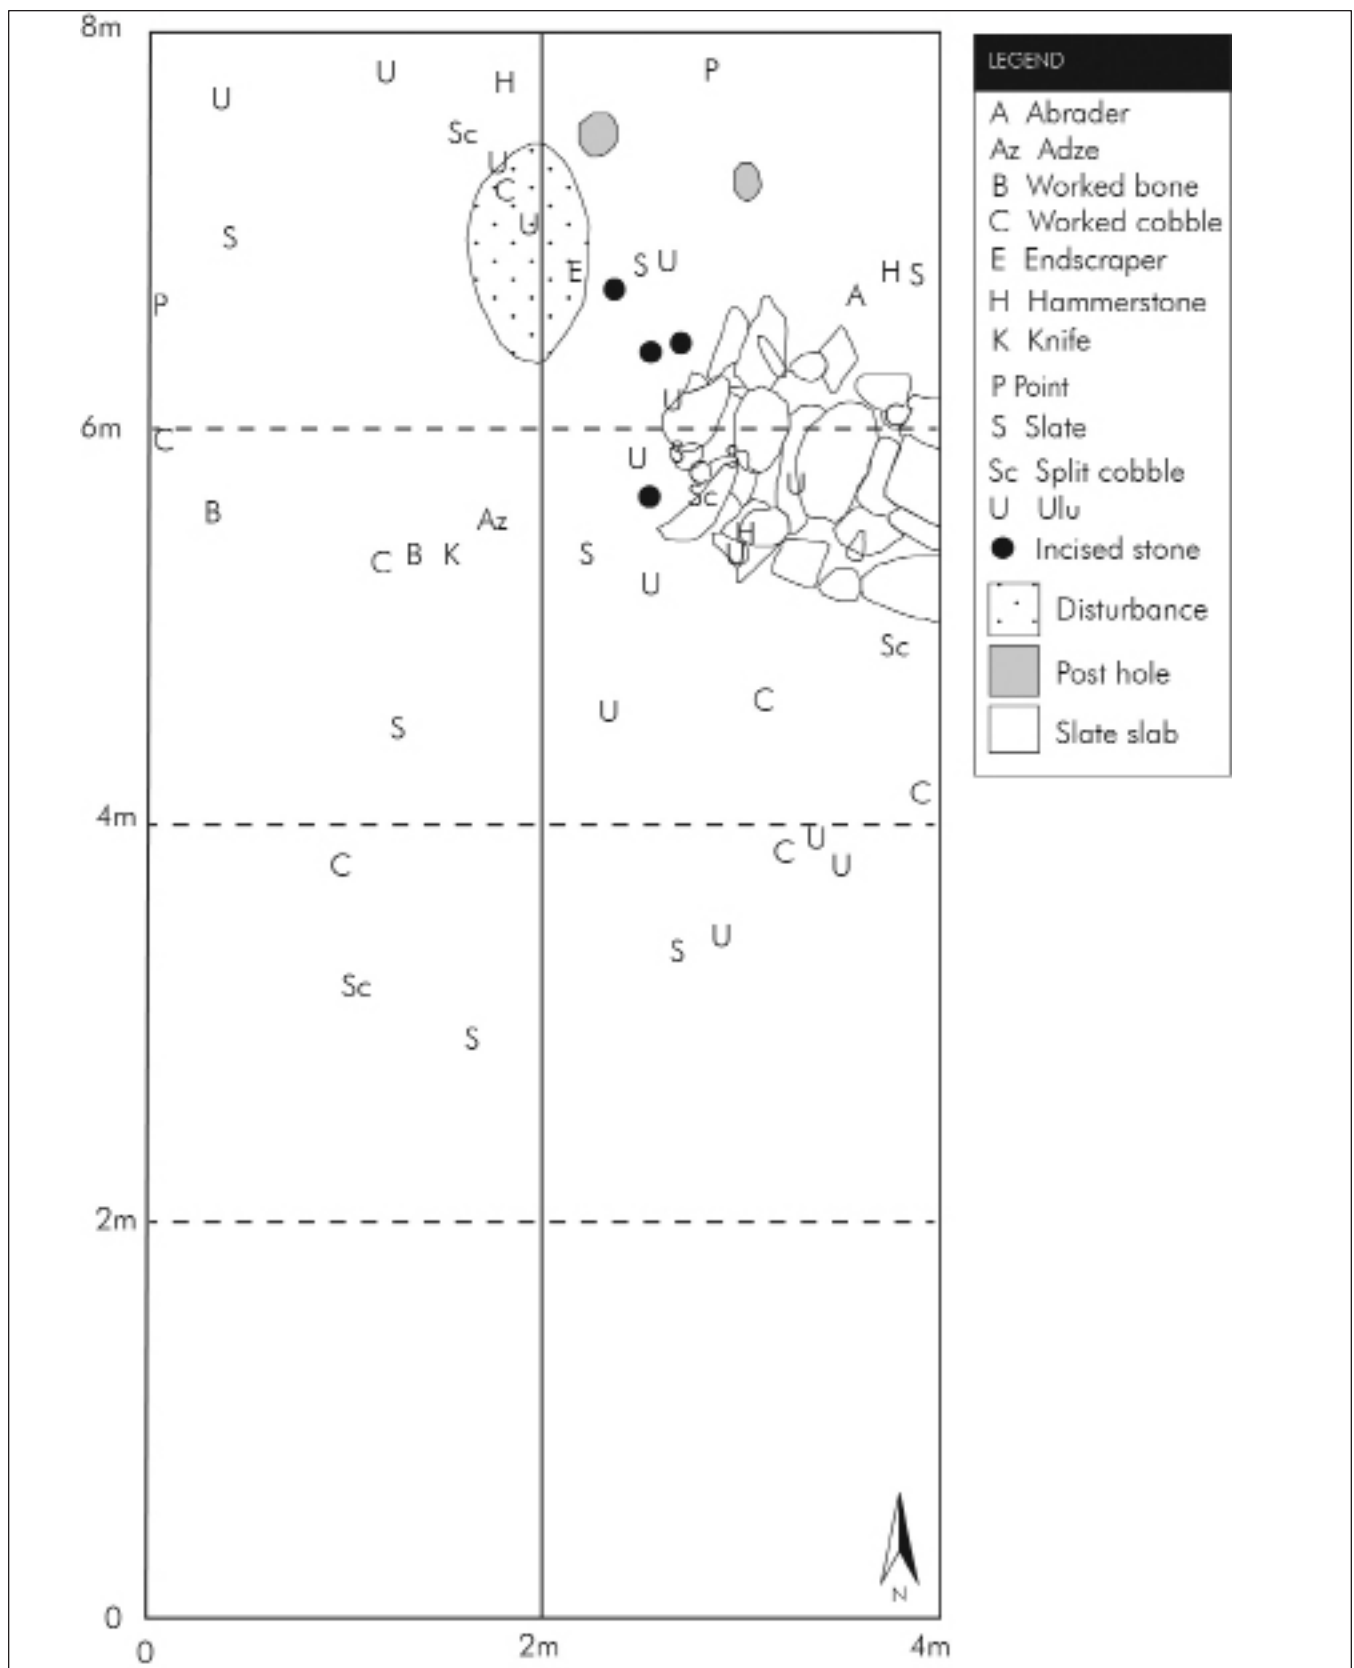 8m
U
H
P
U
Sc
U
C
U
S
E
S U
H S
A
P
U
6m
C
U
S
S
Sc
U
B
Az
H
C B K
S
U
U
Sc
U
C
S
C
4m
C
C
U
U
S
U
Sc
S
2m
N
0
0
2m
4m
LEGEND
A Abrader
Az Adze
B Worked bone
C Worked cobble
E Endscraper
H Hammerstone
K Knife
P Point
S Slate
Sc Split cobble
U Ulu
Incised stone
Disturbance
Post hole
Slate slab